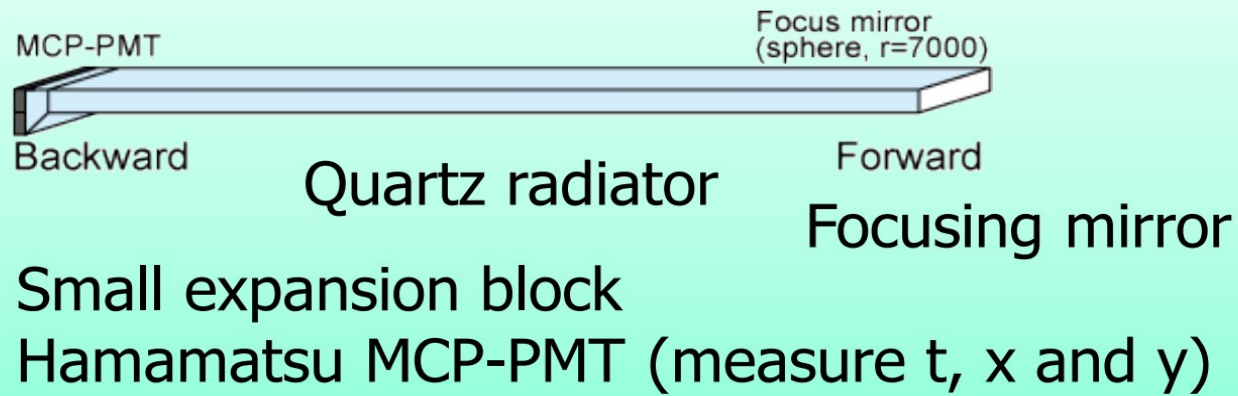 MCP-PMT
Focus mirror
(sphere, r=7000)
Backward
Forward
Quartz radiator
Focusing mirror
Small expansion block
Hamamatsu MCP-PMT (measure t, x and y)